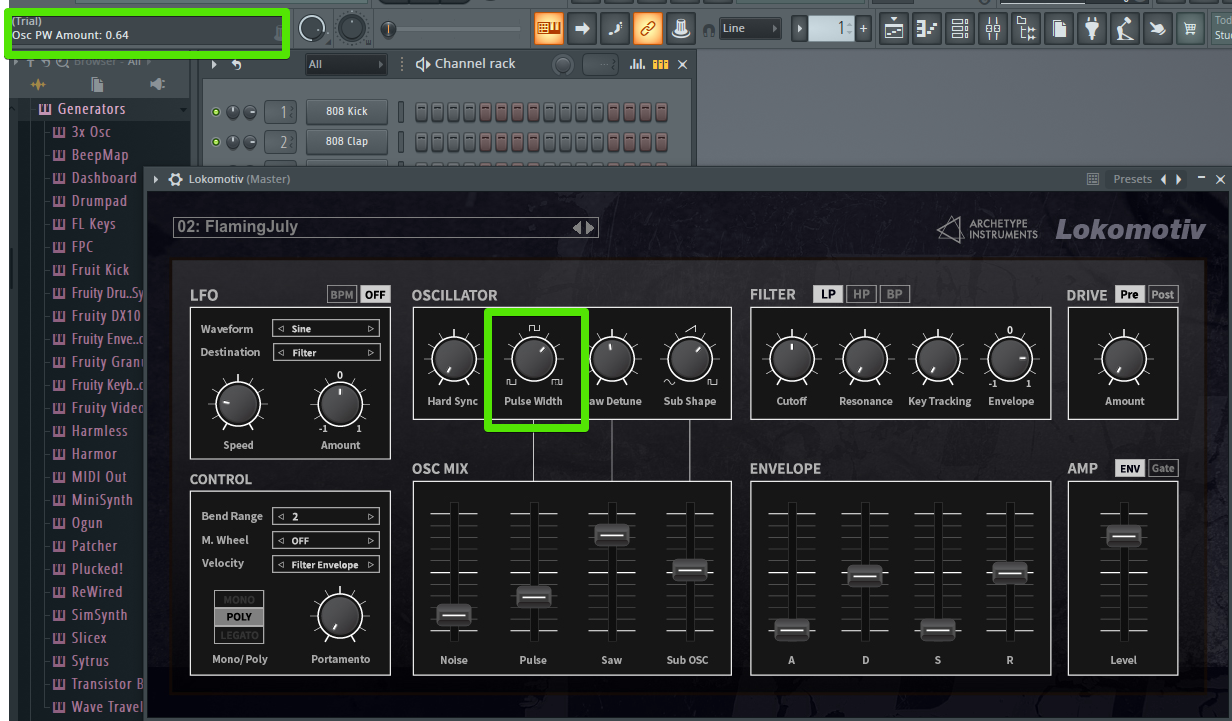 (Trial)
Osc PW Amount: 0.64
Line
1
+
Browser - All
All
Channel rack
1
808 Kick
2
808 Clap
Generators
3x Osc
BeepMap
Dashboard
Drumpad
FL Keys
FPC
Fruit Kick
Fruity Dru..Sy
Fruity DX10
Fruity Enve..
Fruity Gran
Fruity Keyb..
Fruity Video
Harmless
Harmor
MIDI Out
MiniSynth
Ogun
Patcher
Plucked!
ReWired
SimSynth
Slicex
Sytrus
Transistor B
Wave Travel
Lokomotiv (Master)
Presets
02: FlamingJuly
ARCHETYPE
INSTRUMENTS
Lokomotiv
LFO
BPM OFF
Waveform
Sine
Destination
Filter
0
-1 1
Speed
Amount
CONTROL
Bend Range
2
M. Wheel
OFF
Velocity
Filter Envelope
MONO
POLY
LEGATO
Mono/Poly
Portamento
OSCILLATOR
Hard Sync
Pulse Width
aw Detune
Sub Shape
OSC MIX
Noise
Pulse
Saw
Sub OSC
FILTER
LP HP BP
0
-1 1
Cutoff
Resonance
Key Tracking
Envelope
DRIVE
Pre Post
Amount
ENVELOPE
A
D
S
R
AMP
ENV Gate
Level